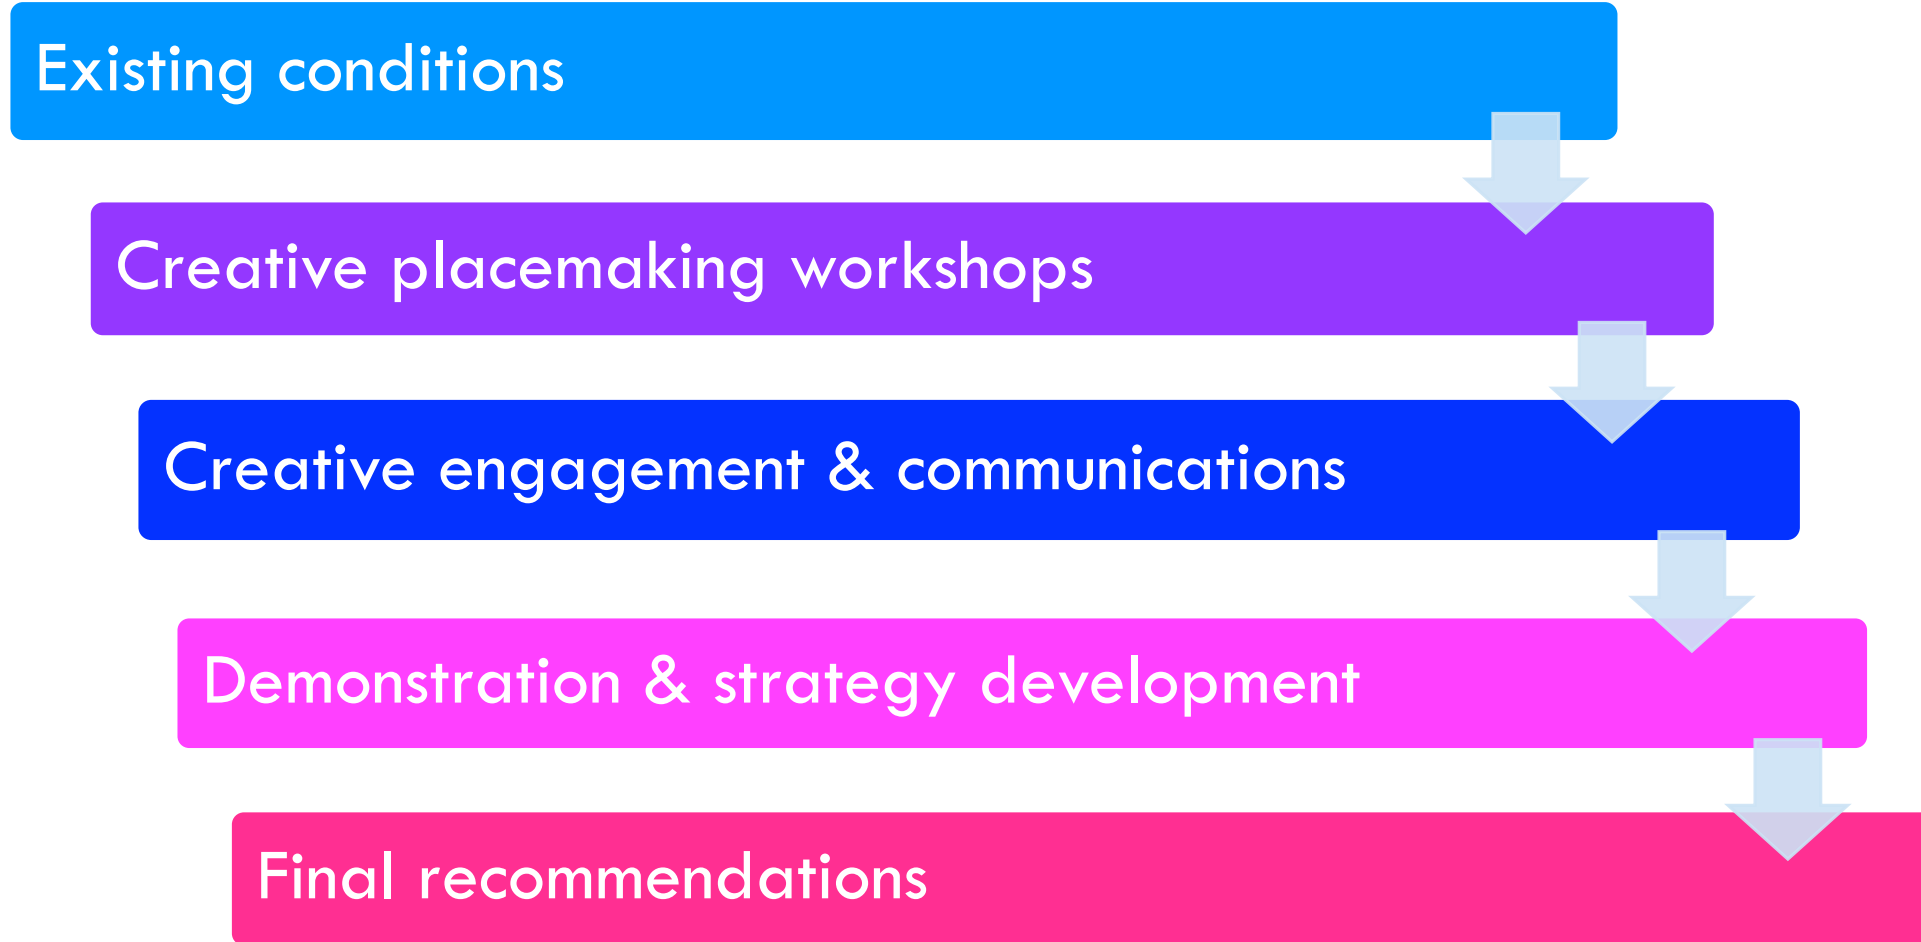 Existing conditions
Creative placemaking workshops
Creative engagement & communications
Demonstration & strategy development
Final recommendations